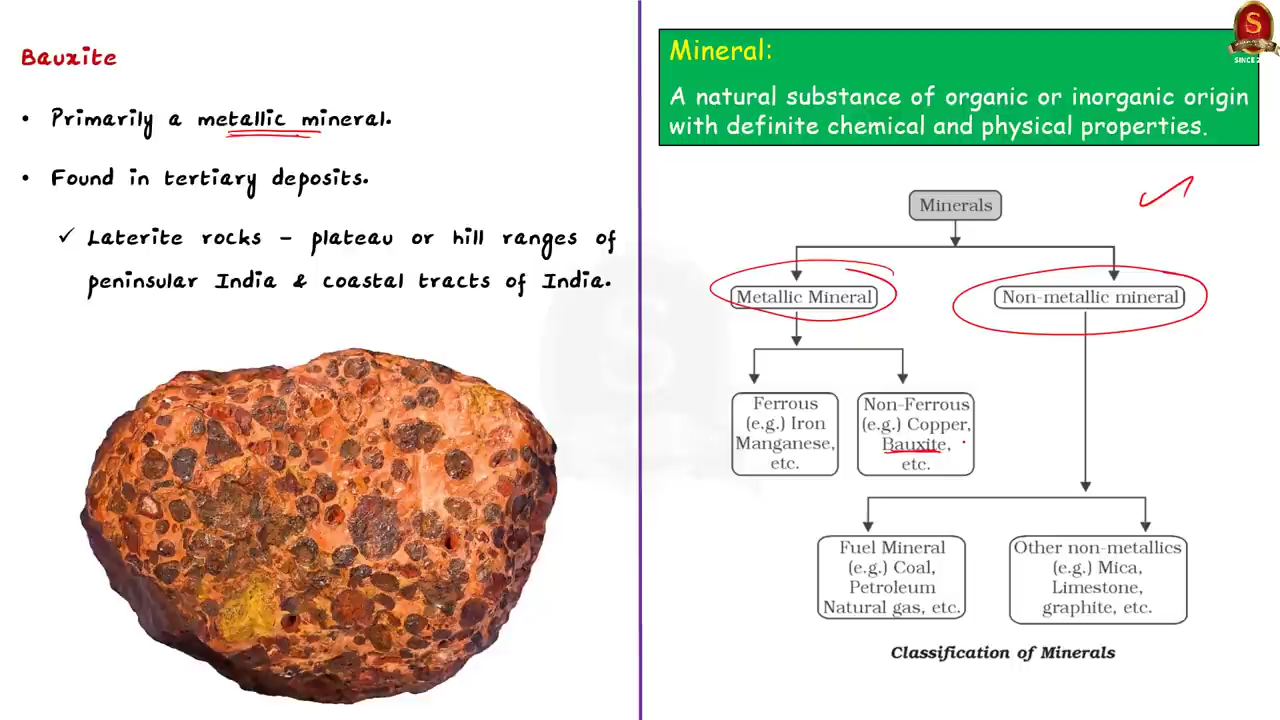 Bauxite
• Primarily a metallic mineral.
• Found in tertiary deposits.
✓ Laterite rocks – plateau or hill ranges of
peninsular India & coastal tracts of India.
Mineral:
A natural substance of organic or inorganic origin
with definite chemical and physical properties.
Minerals
Metallic Mineral
Non-metallic mineral
Ferrous
(e.g.) Iron
Manganese,
etc.
Non-Ferrous
(e.g.) Copper,
Bauxite,
etc.
Fuel Mineral
(e.g.) Coal,
Petroleum
Natural gas, etc.
Other non-metallics
(e.g.) Mica,
Limestone,
graphite, etc.
Classification of Minerals
S